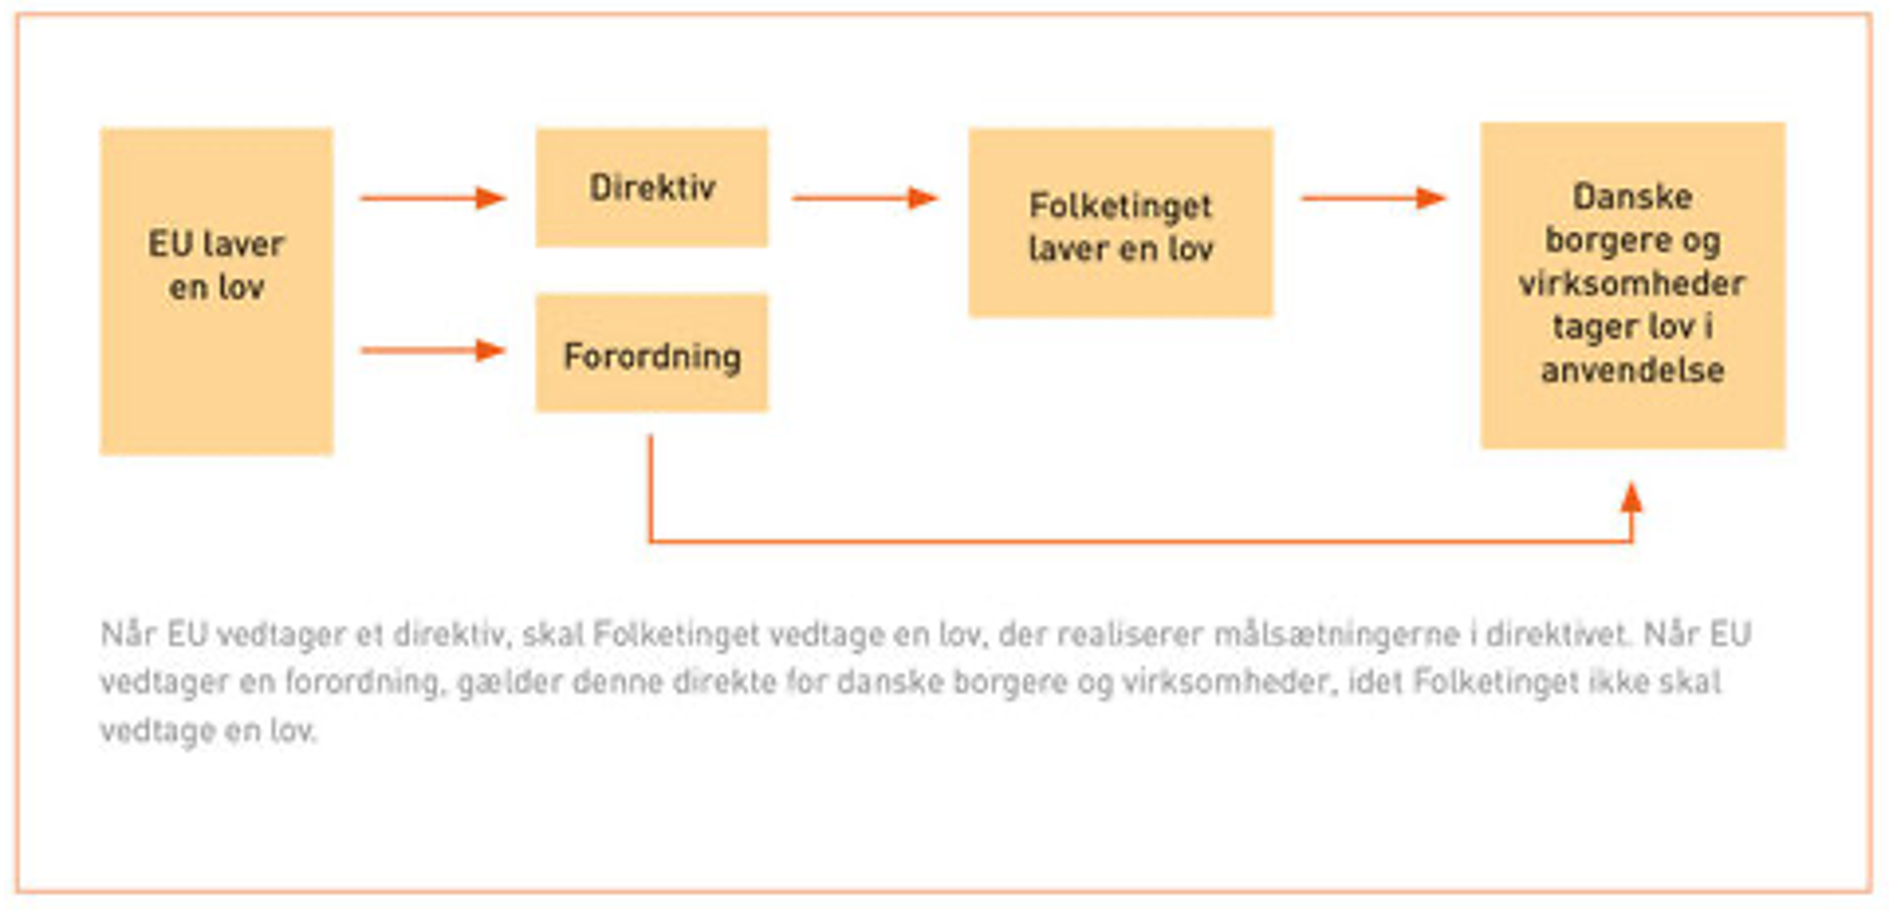 EU laver
en lov
Direktiv
Forordning
Folketinget
laver en lov
Danske
borgere og
virksomheder
tager lov i
anvendelse
Når EU vedtager et direktiv, skal Folketinget vedtage en lov, der realiserer målsætningerne i direktivet. Når EU
vedtager en forordning, gælder denne direkte for danske borgere og virksomheder, idet Folketinget ikke skal
vedtage en lov.